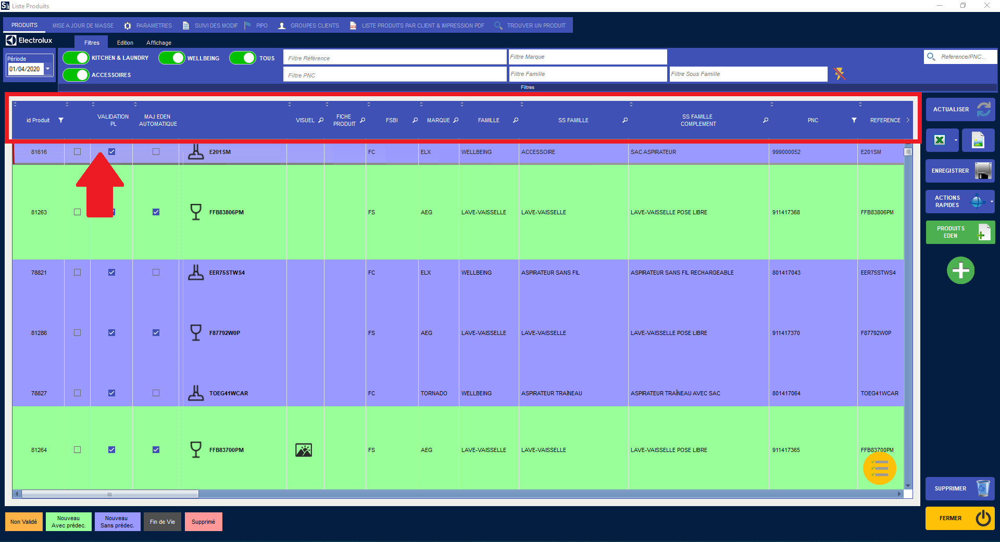 Liste Produits
PRODUITS MISE A JOUR DE MASSE PARAMETRES SUIVI DES MODIF PIPO GROUPES CLIENTS LISTE PRODUITS PAR CLIENT & IMPRESSION PDF TROUVER UN PRODUIT
Electrolux Filtres Edition Affichage
Période
01/04/2020
KITCHEN & LAUNDRY WELLBEING TOUS
ACCESSOIRES
Filtre Référence Filtre Marque
Filtre PNC Filtre Famille Filtre Sous Famille
Reference/PNC...
Filtres
id Produit VALIDATION PL MAJ EDEN AUTOMATIQUE VISUEL FICHE PRODUIT FSBI MARQUE FAMILLE SS FAMILLE SS FAMILLE COMPLEMENT PNC REFERENCE
81616 E201SM FC ELX WELLBEING ACCESSOIRE SAC ASPIRATEUR 999000052 E201SM
81263 FFB83806PM FS AEG LAVE-VAISSELLE LAVE-VAISSELLE LAVE-VAISSELLE POSE LIBRE 911417368 FFB83806PM
78821 EER75STWS4 FC ELX WELLBEING ASPIRATEUR SANS FIL ASPIRATEUR SANS FIL RECHARGEABLE 801417043 EER75STWS4
81286 F87792W0P FS AEG LAVE-VAISSELLE LAVE-VAISSELLE LAVE-VAISSELLE POSE LIBRE 911417370 F87792W0P
78827 TOEG41WCAR FC TORNADO WELLBEING ASPIRATEUR TRAÎNEAU ASPIRATEUR TRAÎNEAU AVEC SAC 801417064 TOEG41WCAR
81264 FFB83700PM FS AEG LAVE-VAISSELLE LAVE-VAISSELLE LAVE-VAISSELLE POSE LIBRE 911417365 FFB83700PM
ACTUALISER
ENREGISTRER
ACTIONS
RAPIDES
PRODUITS
EDEN
SUPPRIMER
FERMER
Non Validé
Nouveau
Avec prédec.
Nouveau
Sans prédec.
Fin de Vie
Supprimé